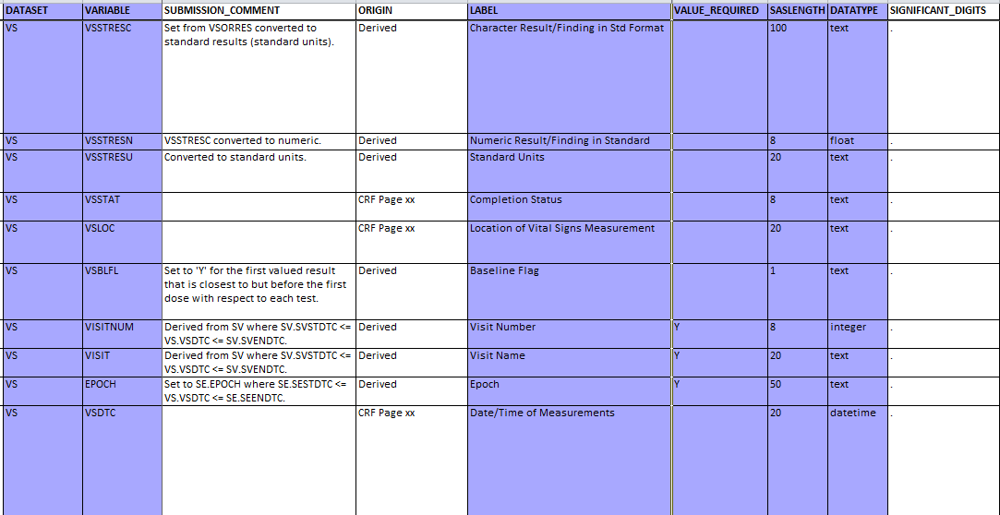 DATASET VARIABLE SUBMISSION_COMMENT ORIGIN LABEL VALUE_REQUIRED SASLENGTH DATATYPE SIGNIFICANT_DIGITS
VS VSSTRESC Set from VSORRES converted to Derived Character Result/Finding in Std Format 100 text .
standard results (standard units).
VS VSSTRESN VSSTRESC converted to numeric. Derived Numeric Result/Finding in Standard 8 float .
VS VSSTRESU Converted to standard units. Derived Standard Units 20 text .
VS VSSTAT CRF Page xx Completion Status 8 text .
VS VSLOC CRF Page xx Location of Vital Signs Measurement 20 text .
VS VSBLFL Set to 'Y' for the first valued result Derived Baseline Flag 1 text .
that is closest to but before the first
dose with respect to each test.
VS VISITNUM Derived from SV where SV.SVSTDTC <= Derived Visit Number Y 8 integer .
VS.VSDTC <= SV.SVENDTC.
VS VISIT Derived from SV where SV.SVSTDTC <= Derived Visit Name Y 20 text .
VS.VSDTC <= SV.SVENDTC.
VS EPOCH Set to SE.EPOCH where SE.SESTDTC <= Derived Epoch Y 50 text .
VS.VSDTC <= SE.SEENDTC.
VS VSDTC CRF Page xx Date/Time of Measurements 20 datetime .